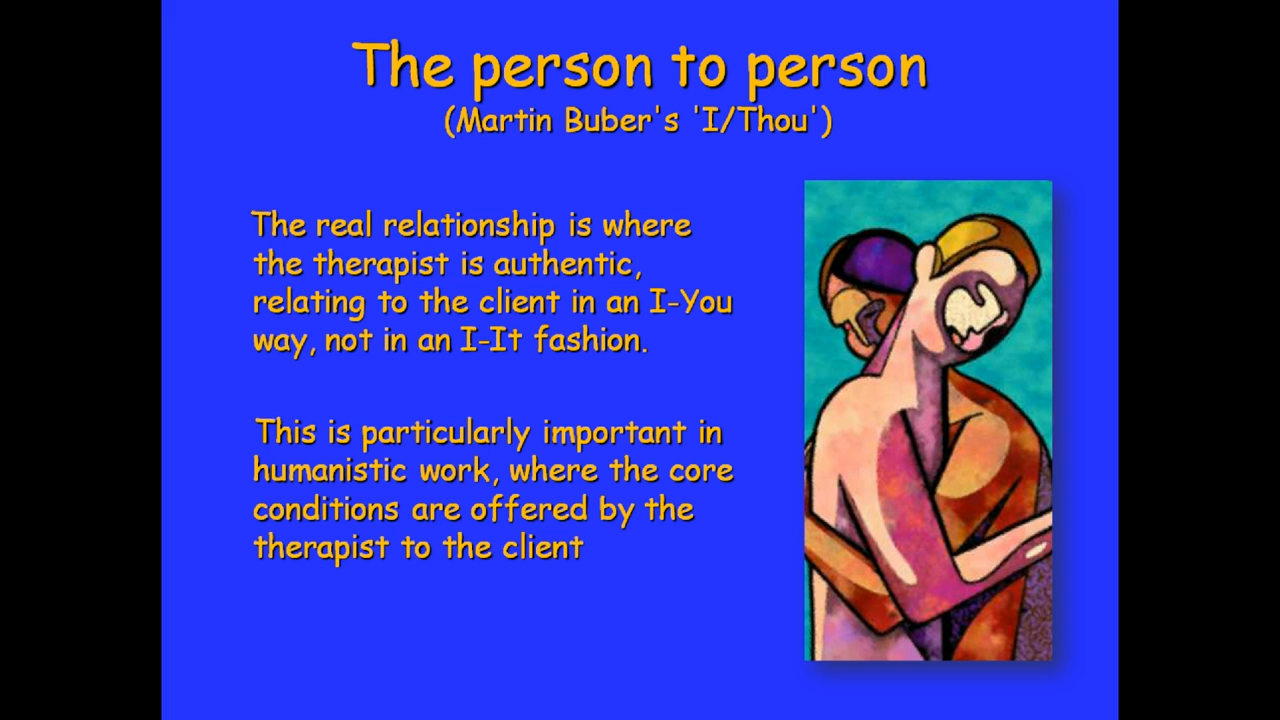 The person to person
(Martin Buber's 'I/Thou')
The real relationship is where
the therapist is authentic,
relating to the client in an I-You
way, not in an I-It fashion.
This is particularly important in
humanistic work, where the core
conditions are offered by the
therapist to the client